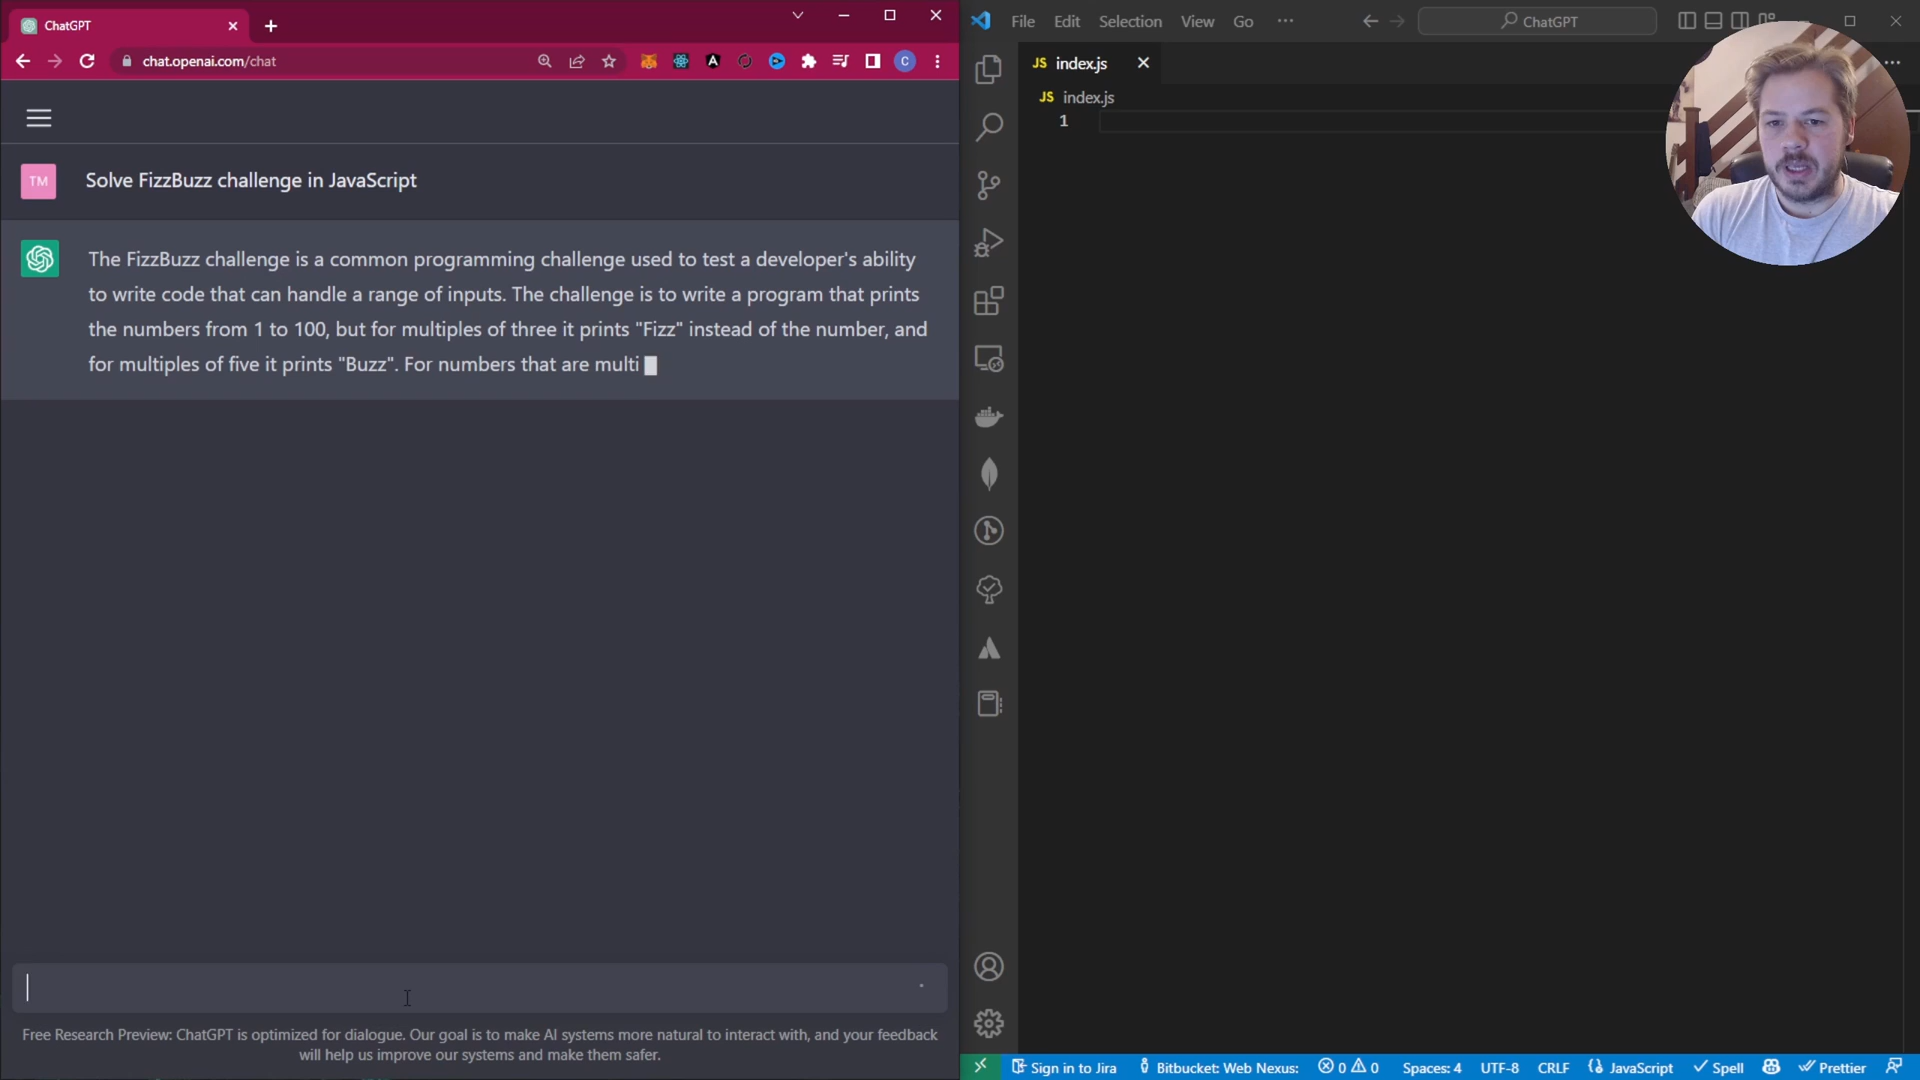 ChatGPT
chat.openai.com/chat
C
TM
Solve FizzBuzz challenge in JavaScript
The FizzBuzz challenge is a common programming challenge used to test a developer's ability
to write code that can handle a range of inputs. The challenge is to write a program that prints
the numbers from 1 to 100, but for multiples of three it prints "Fizz" instead of the number, and
for multiples of five it prints "Buzz". For numbers that are multi
Free Research Preview: ChatGPT is optimized for dialogue. Our goal is to make AI systems more natural to interact with, and your feedback
will help us improve our systems and make them safer.
File Edit Selection View Go ··· ChatGPT
JS index.js
JS index.js
1
Sign in to Jira Bitbucket: Web Nexus: 0 0 Spaces: 4 UTF-8 CRLF JavaScript Spell Prettier